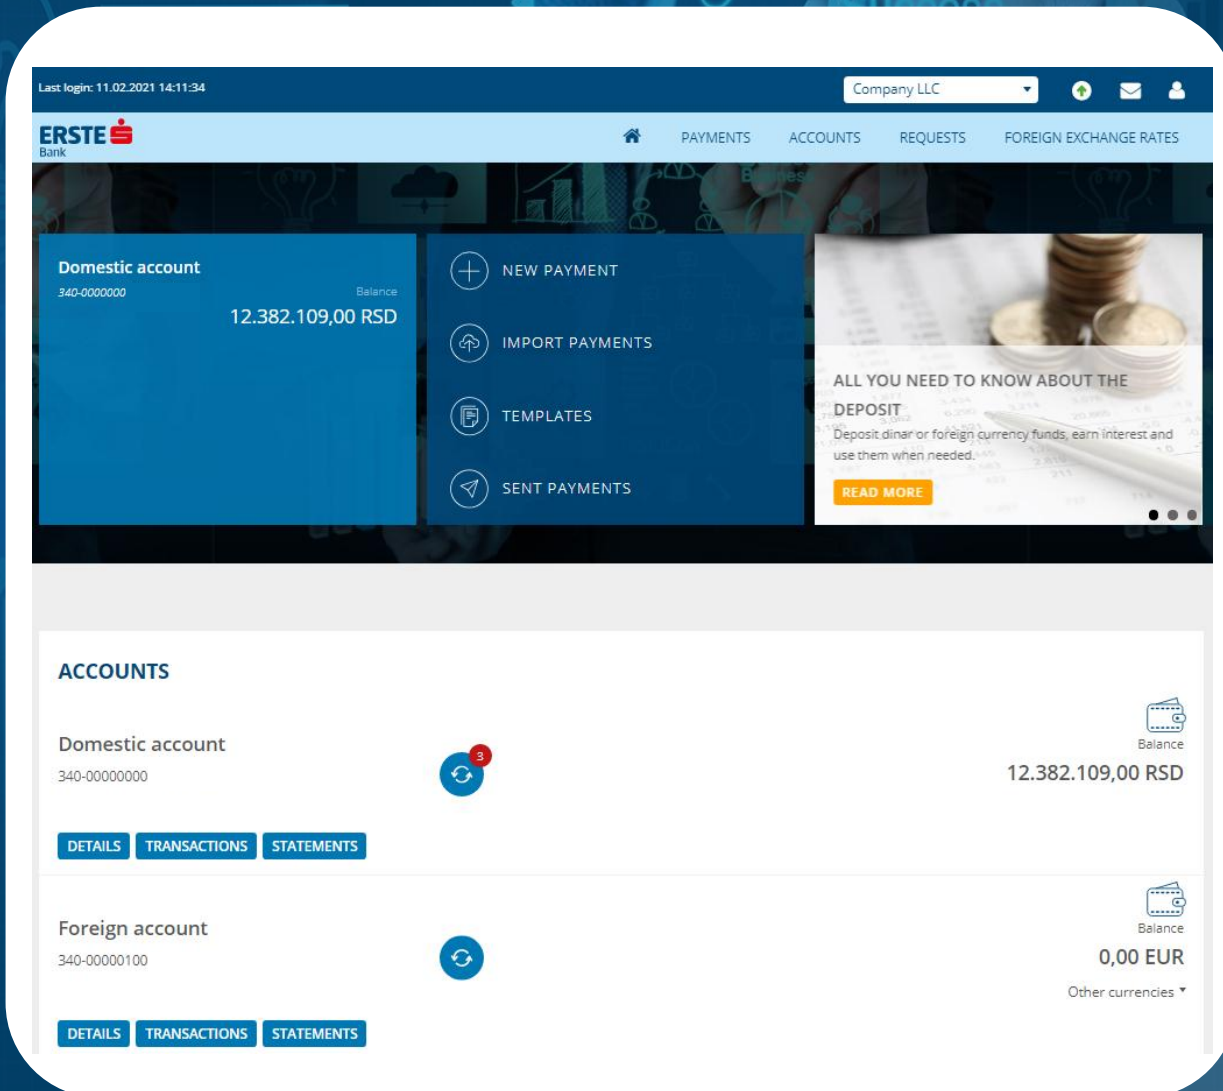 Last login: 11.02.2021 14:11:34
Company LLC
ERSTE
Bank
PAYMENTS ACCOUNTS REQUESTS FOREIGN EXCHANGE RATES
Business
Domestic account
340-0000000
Balance
12.382.109,00 RSD
NEW PAYMENT
IMPORT PAYMENTS
TEMPLATES
SENT PAYMENTS
ALL YOU NEED TO KNOW ABOUT THE
DEPOSIT
Deposit dinar or foreign currency funds, earn interest and
use them when needed.
READ MORE
ACCOUNTS
Domestic account
340-00000000
3
Balance
12.382.109,00 RSD
DETAILS TRANSACTIONS STATEMENTS
Foreign account
340-00000100
Balance
0,00 EUR
Other currencies
DETAILS TRANSACTIONS STATEMENTS